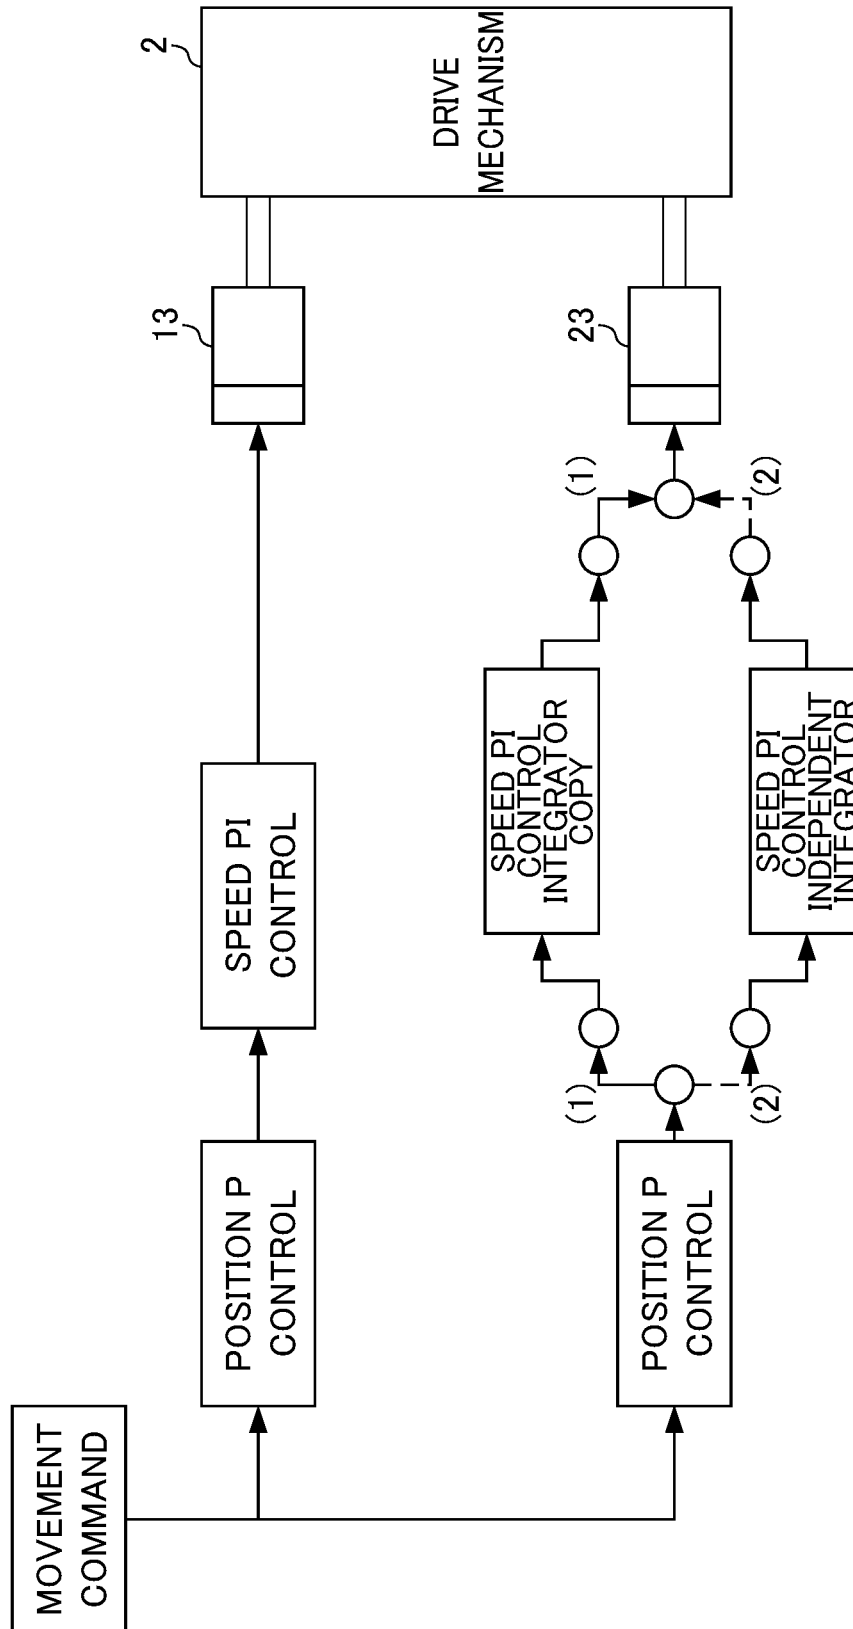 MOVEMENT
COMMAND
POSITION P
CONTROL
SPEED PI
CONTROL
13
2
DRIVE
MECHANISM
POSITION P
CONTROL
(1)
(2)
SPEED PI
CONTROL
INTEGRATOR
COPY
SPEED PI
CONTROL
INDEPENDENT
INTEGRATOR
(1)
(2)
23